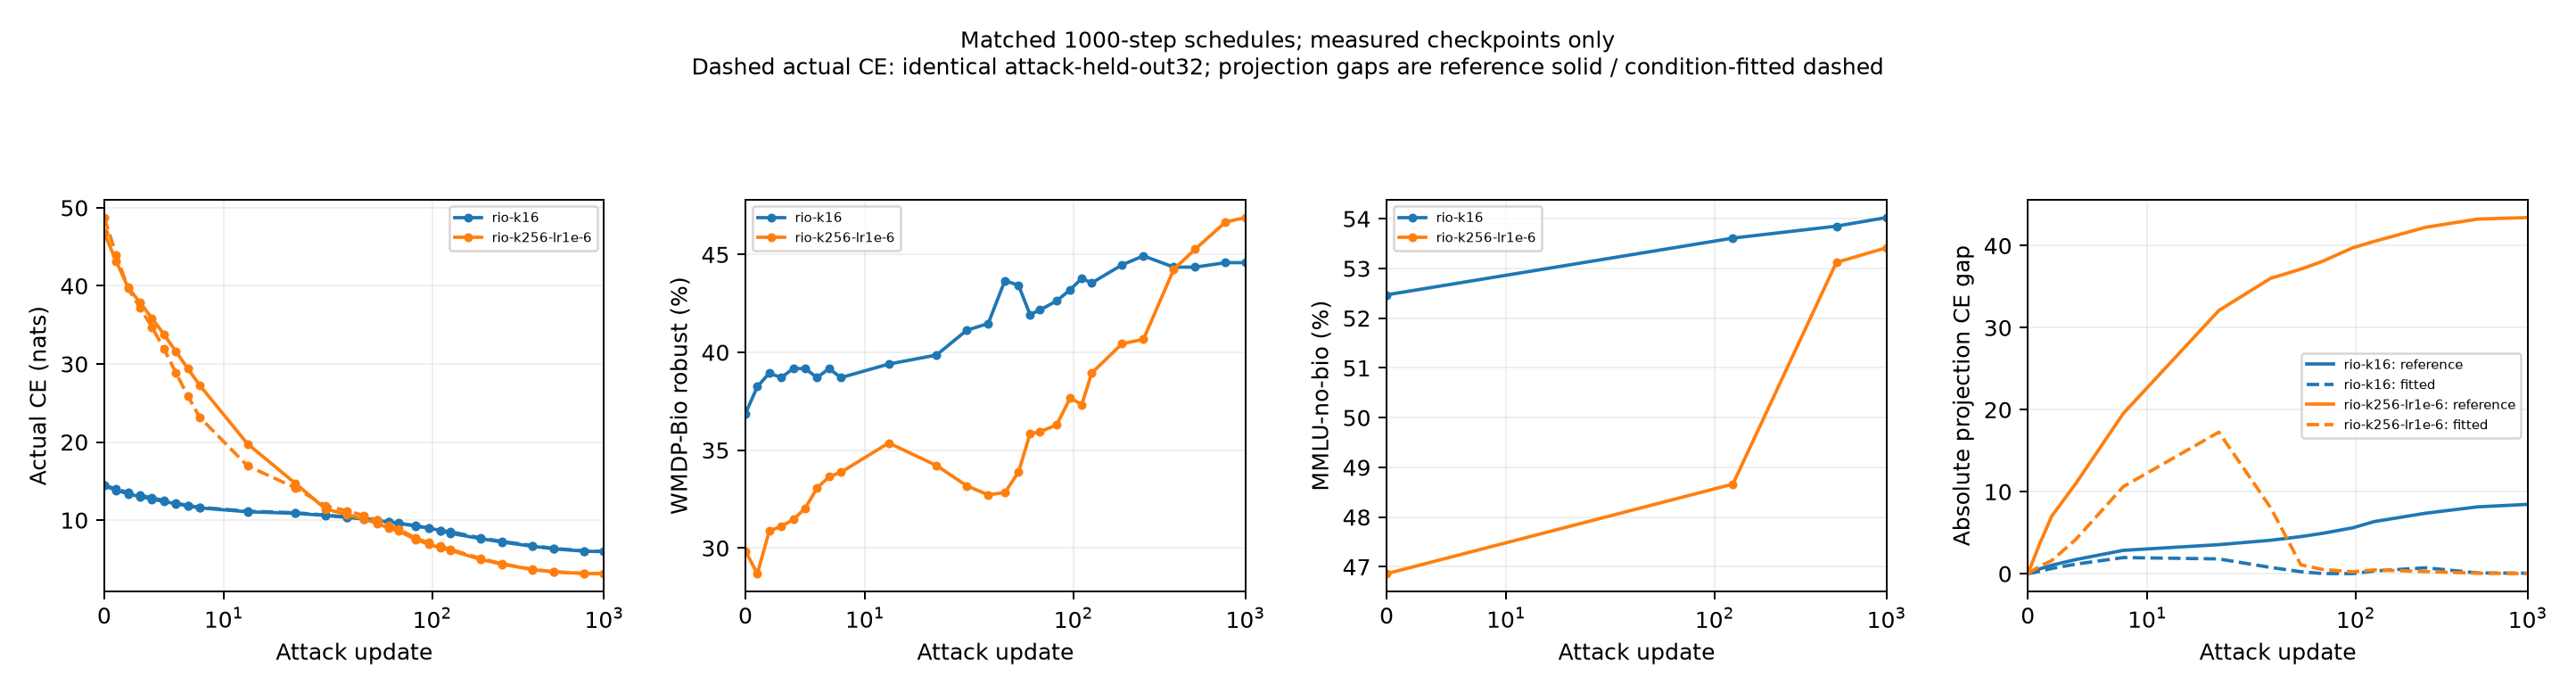 Matched 1000-step schedules; measured checkpoints only
Dashed actual CE: identical attack-held-out32; projection gaps are reference solid / condition-fitted dashed
Actual CE (nats)
50
40
30
20
10
0
10¹
10²
10³
Attack update
rio-k16
rio-k256-lr1e-6
WMDP-Bio robust (%)
45
40
35
30
0
10¹
10²
10³
Attack update
rio-k16
rio-k256-lr1e-6
MMLU-no-bio (%)
54
53
52
51
50
49
48
47
0
10¹
10²
10³
Attack update
rio-k16
rio-k256-lr1e-6
Absolute projection CE gap
40
30
20
10
0
0
10¹
10²
10³
Attack update
rio-k16: reference
rio-k16: fitted
rio-k256-lr1e-6: reference
rio-k256-lr1e-6: fitted